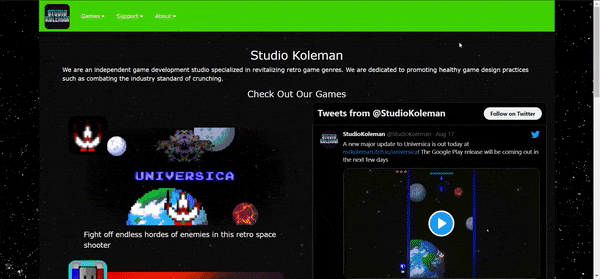 STUDIO KOLEMAN
Games
Support
About
Studio Koleman
We are an independent game development studio specialized in revitalizing retro game genres. We are dedicated to promoting healthy game design practices
such as combating the industry standard of crunching.
Check Out Our Games
UNIVERSICA
Fight off endless hordes of enemies in this retro space
shooter
Tweets from @StudioKoleman
Follow on Twitter
StudioKoleman @StudioKoleman · Aug 17
A new major update to Universica is out today at
mckoleman.itch.io/universica! The Google Play release will be coming out in
the next few days